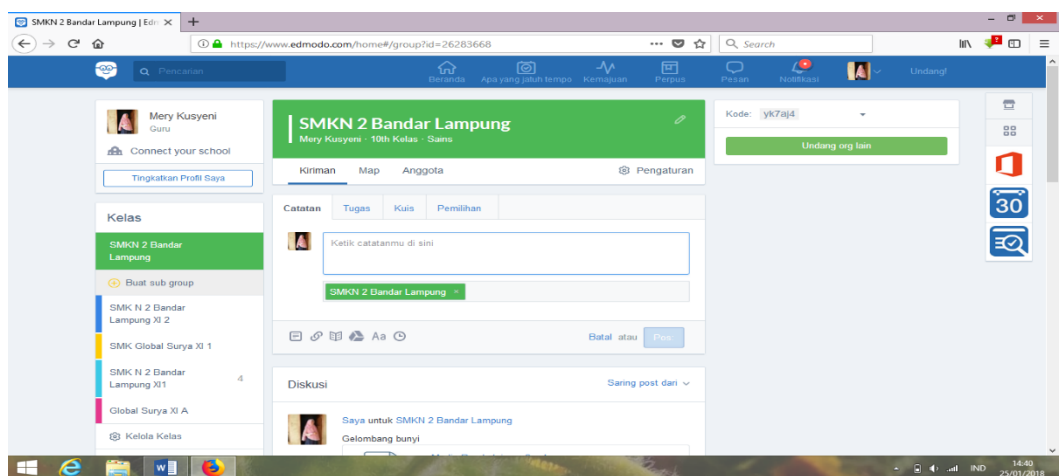 SMKN 2 Bandar Lampung | Edm
https://www.edmodo.com/home#/group?id=26283668
Search
Pencarian
Beranda
Apa yang jatuh tempo
Kemajuan
Perpus
Pesan
Notifikasi
Undang!
Mery Kusyeni
Guru
Connect your school
Tingkatkan Profil Saya
Kelas
SMKN 2 Bandar
Lampung
Buat sub group
SMK N 2 Bandar
Lampung XI 2
SMK Global Surya XI 1
SMK N 2 Bandar
Lampung XI1
4
Global Surya XI A
Kelola Kelas
SMKN 2 Bandar Lampung
Mery Kusyeni - 10th Kelas - Sains
Kiriman
Map
Anggota
Pengaturan
Catatan
Tugas
Kuis
Pemilihan
Ketik catatanmu di sini
SMKN 2 Bandar Lampung ×
Aa
Batal atau
Diskusi
Saring post dari
Saya untuk SMKN 2 Bandar Lampung
Gelombang bunyi
Kode: yk7aj4
Undang org lain
30
IND
14:40
25/01/2018